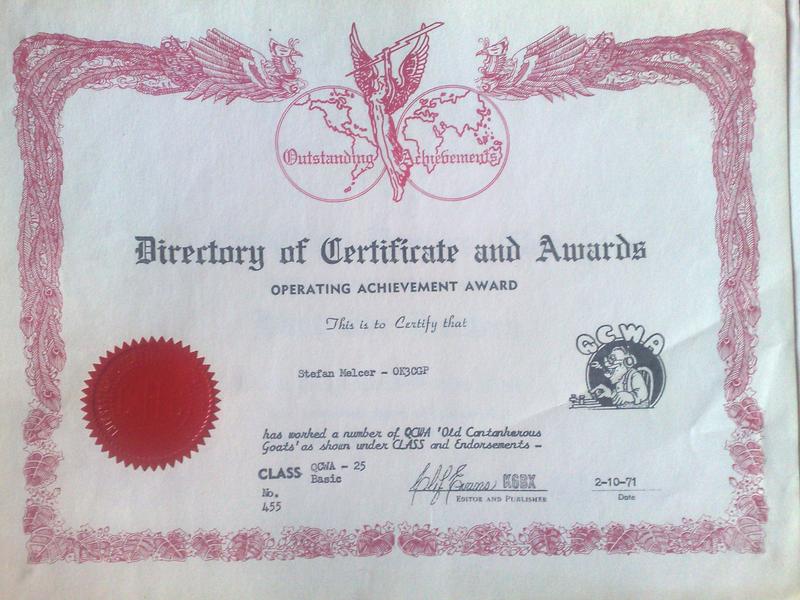 Outstanding Achievements
Directory of Certificate and Awards
OPERATING ACHIEVEMENT AWARD
This is to Certify that
QCWA
Stefan Melcer - OK3CGP
has worked a number of QCWA 'Old Cantankerous
Goats' as shown under CLASS and Endorsements -
CLASS QCWA - 25
Basic
No.
455
Clif Evans K6BX
EDITOR AND PUBLISHER
2-10-71
Date